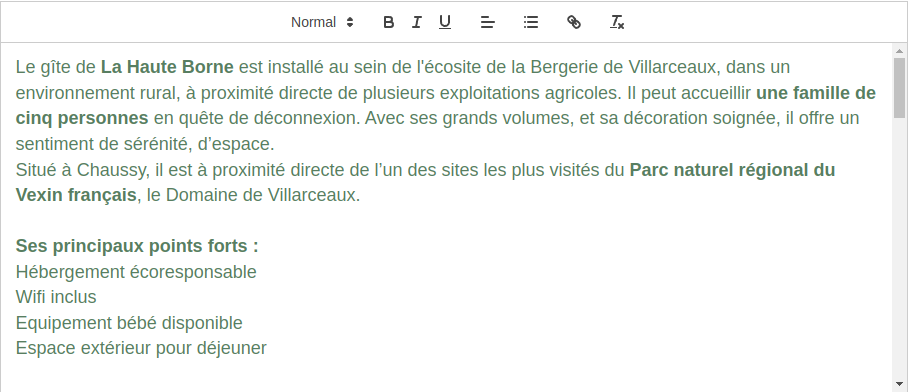 Normal
Le gîte de La Haute Borne est installé au sein de l'écosite de la Bergerie de Villarceaux, dans un
environnement rural, à proximité directe de plusieurs exploitations agricoles. Il peut accueillir une famille de
cinq personnes en quête de déconnexion. Avec ses grands volumes, et sa décoration soignée, il offre un
sentiment de sérénité, d’espace.
Situé à Chaussy, il est à proximité directe de l’un des sites les plus visités du Parc naturel régional du
Vexin français, le Domaine de Villarceaux.
Ses principaux points forts :
Hébergement écoresponsable
Wifi inclus
Equipement bébé disponible
Espace extérieur pour déjeuner